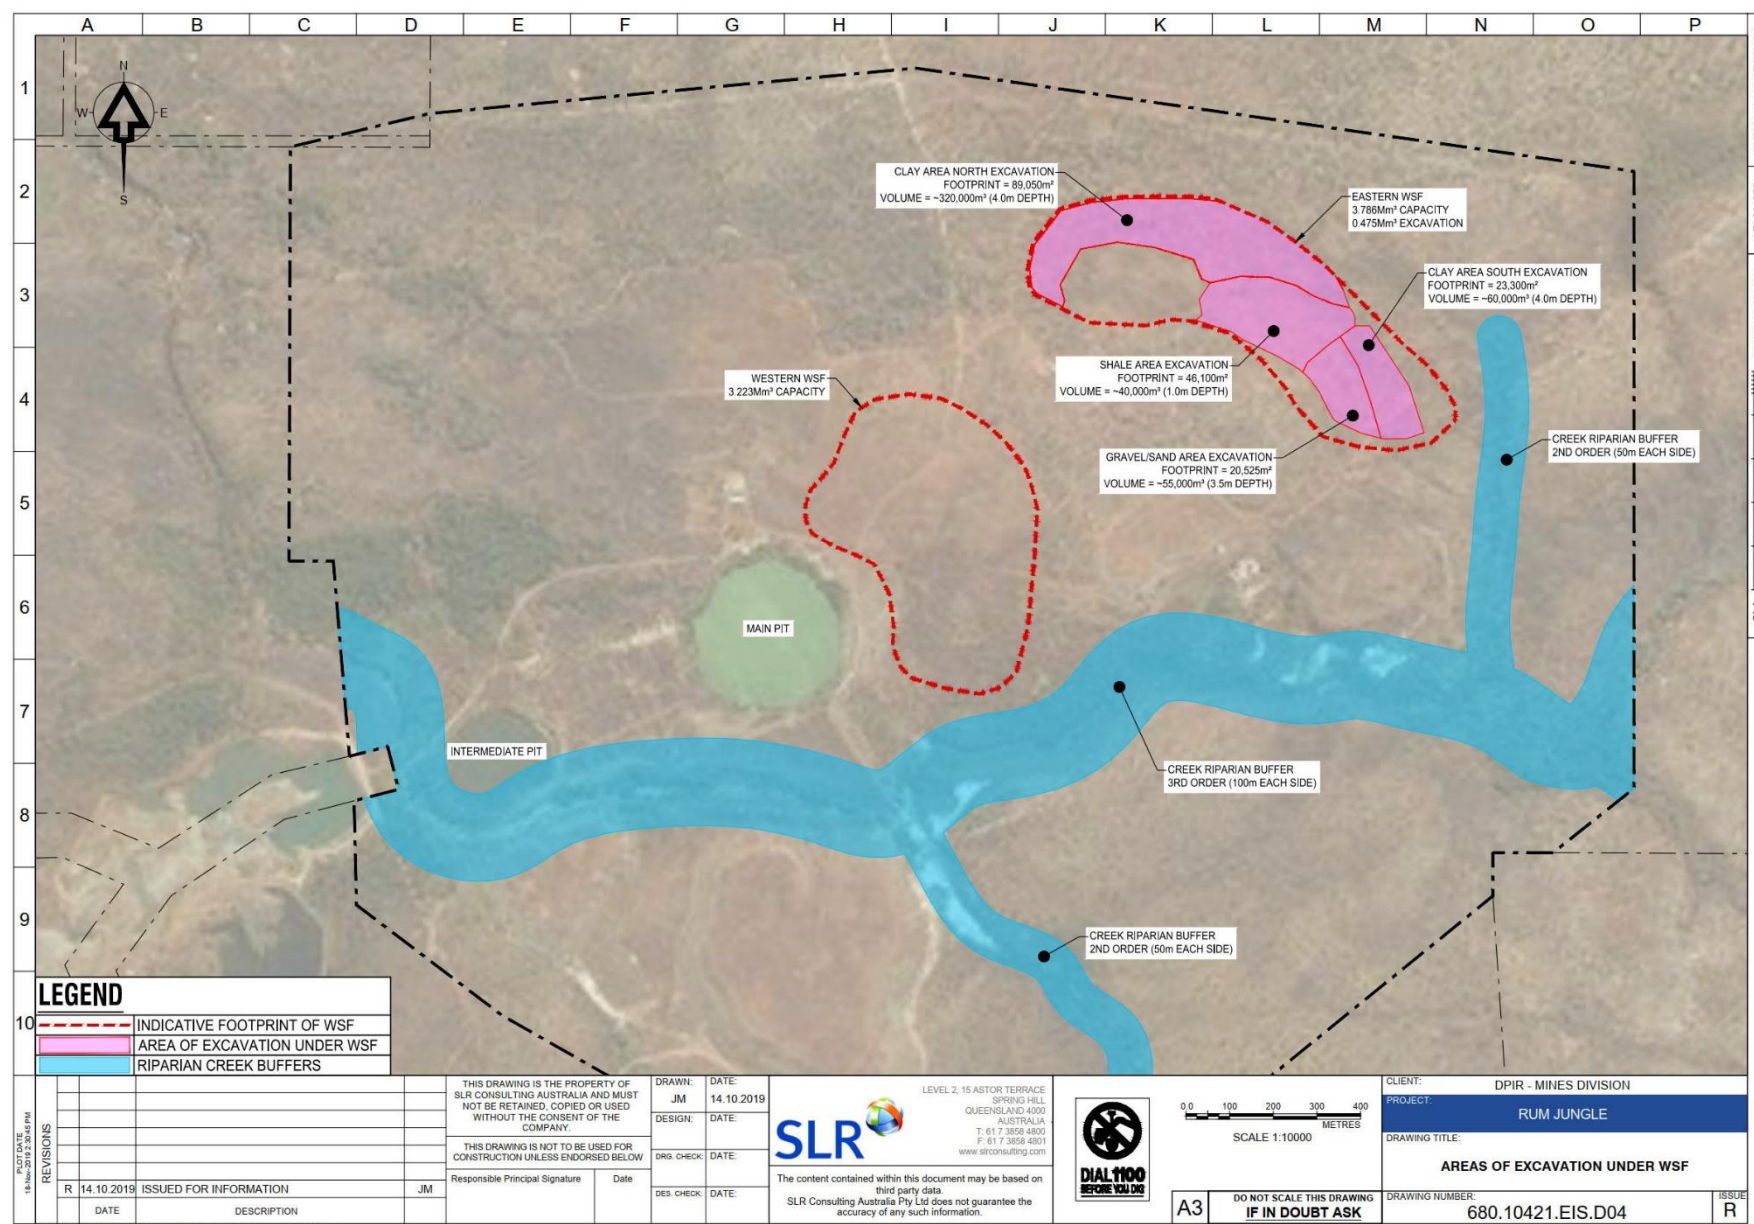 A B C D E F G H I J K L M N O P
1
2
3
4
5
6
7
8
9
10
N
W E
S
CLAY AREA NORTH EXCAVATION
FOOTPRINT = 89,050m²
VOLUME = ~320,000m³ (4.0m DEPTH)
EASTERN WSF
3.786Mm³ CAPACITY
0.475Mm³ EXCAVATION
CLAY AREA SOUTH EXCAVATION
FOOTPRINT = 23,300m²
VOLUME = ~60,000m³ (4.0m DEPTH)
SHALE AREA EXCAVATION
FOOTPRINT = 46,100m²
VOLUME = ~40,000m³ (1.0m DEPTH)
WESTERN WSF
3.223Mm³ CAPACITY
GRAVEL/SAND AREA EXCAVATION
FOOTPRINT = 20,525m²
VOLUME = ~55,000m³ (3.5m DEPTH)
CREEK RIPARIAN BUFFER
2ND ORDER (50m EACH SIDE)
MAIN PIT
INTERMEDIATE PIT
CREEK RIPARIAN BUFFER
3RD ORDER (100m EACH SIDE)
CREEK RIPARIAN BUFFER
2ND ORDER (50m EACH SIDE)
LEGEND
INDICATIVE FOOTPRINT OF WSF
AREA OF EXCAVATION UNDER WSF
RIPARIAN CREEK BUFFERS
PLOT DATE
18-Nov-2019 2:30:45 PM
REVISIONS
R 14.10.2019 ISSUED FOR INFORMATION JM
DATE DESCRIPTION
THIS DRAWING IS THE PROPERTY OF
SLR CONSULTING AUSTRALIA AND MUST
NOT BE RETAINED, COPIED OR USED
WITHOUT THE CONSENT OF THE
COMPANY.
THIS DRAWING IS NOT TO BE USED FOR
CONSTRUCTION UNLESS ENDORSED BELOW
Responsible Principal Signature Date
DRAWN: DATE:
JM 14.10.2019
DESIGN: DATE:
DRG. CHECK: DATE:
DES. CHECK: DATE:
SLR
LEVEL 2, 15 ASTOR TERRACE
SPRING HILL
QUEENSLAND 4000
AUSTRALIA
T: 61 7 3858 4800
F: 61 7 3858 4801
www.slrconsulting.com
The content contained within this document may be based on
third party data.
SLR Consulting Australia Pty Ltd does not guarantee the
accuracy of any such information.
DIAL 1100
BEFORE YOU DIG
0.0 100 200 300 400
METRES
SCALE 1:10000
A3
DO NOT SCALE THIS DRAWING
IF IN DOUBT ASK
CLIENT: DPIR - MINES DIVISION
PROJECT:
RUM JUNGLE
DRAWING TITLE:
AREAS OF EXCAVATION UNDER WSF
DRAWING NUMBER:
680.10421.EIS.D04
ISSUE
R